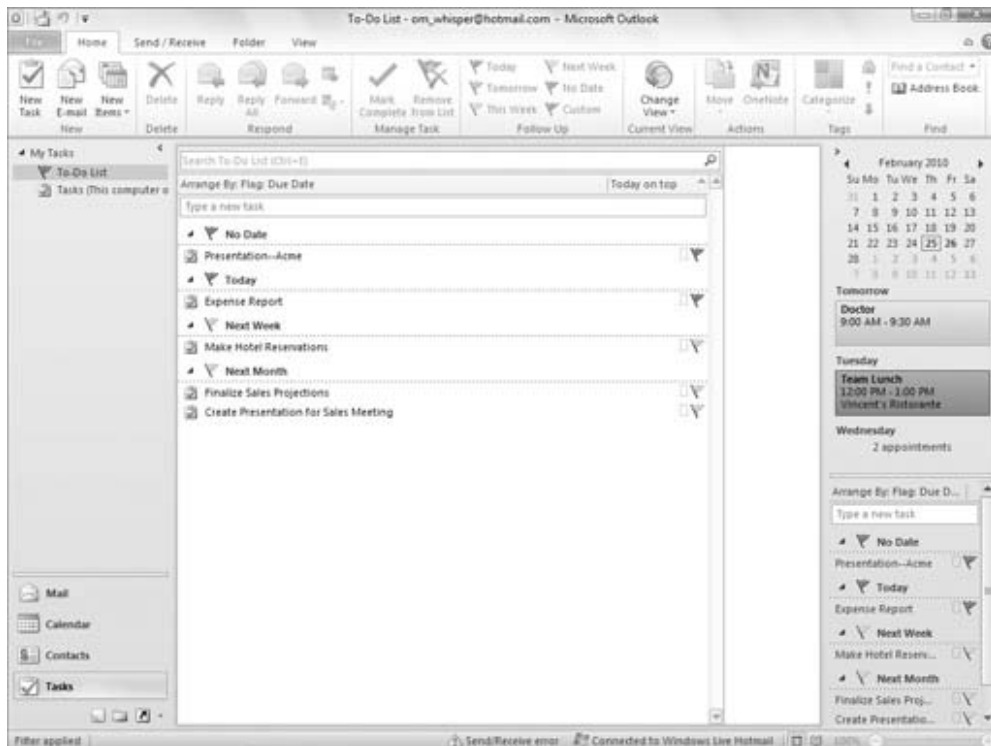 To-Do List - om_whisper@hotmail.com - Microsoft Outlook
File Home Send / Receive Folder View
New Task
New E-mail
New Items
New
Delete
Delete
Reply
Reply All
Forward
Respond
Mark Complete
Remove from List
Manage Task
Today
Tomorrow
This Week
Next Week
No Date
Custom
Follow Up
Change View
Current View
Move
OneNote
Actions
Categorize
Tags
Find a Contact
Address Book
Find
My Tasks
To-Do List
Tasks (This computer o
Mail
Calendar
Contacts
Tasks
Search To-Do List (Ctrl+E)
Arrange By: Flag: Due Date Today on top
Type a new task
No Date
Presentation--Acme
Today
Expense Report
Next Week
Make Hotel Reservations
Next Month
Finalize Sales Projections
Create Presentation for Sales Meeting
February 2010
Su Mo Tu We Th Fr Sa
31 1 2 3 4 5 6
7 8 9 10 11 12 13
14 15 16 17 18 19 20
21 22 23 24 25 26 27
28 1 2 3 4 5 6
7 8 9 10 11 12 13
Tomorrow
Doctor
9:00 AM - 9:30 AM
Tuesday
Team Lunch
12:00 PM - 1:00 PM
Vincent's Ristorante
Wednesday
2 appointments
Arrange By: Flag: Due D...
Type a new task
No Date
Presentation--Acme
Today
Expense Report
Next Week
Make Hotel Reserv...
Next Month
Finalize Sales Proj...
Create Presentatio...
Filter applied
Send/Receive error Connected to Windows Live Hotmail 100%